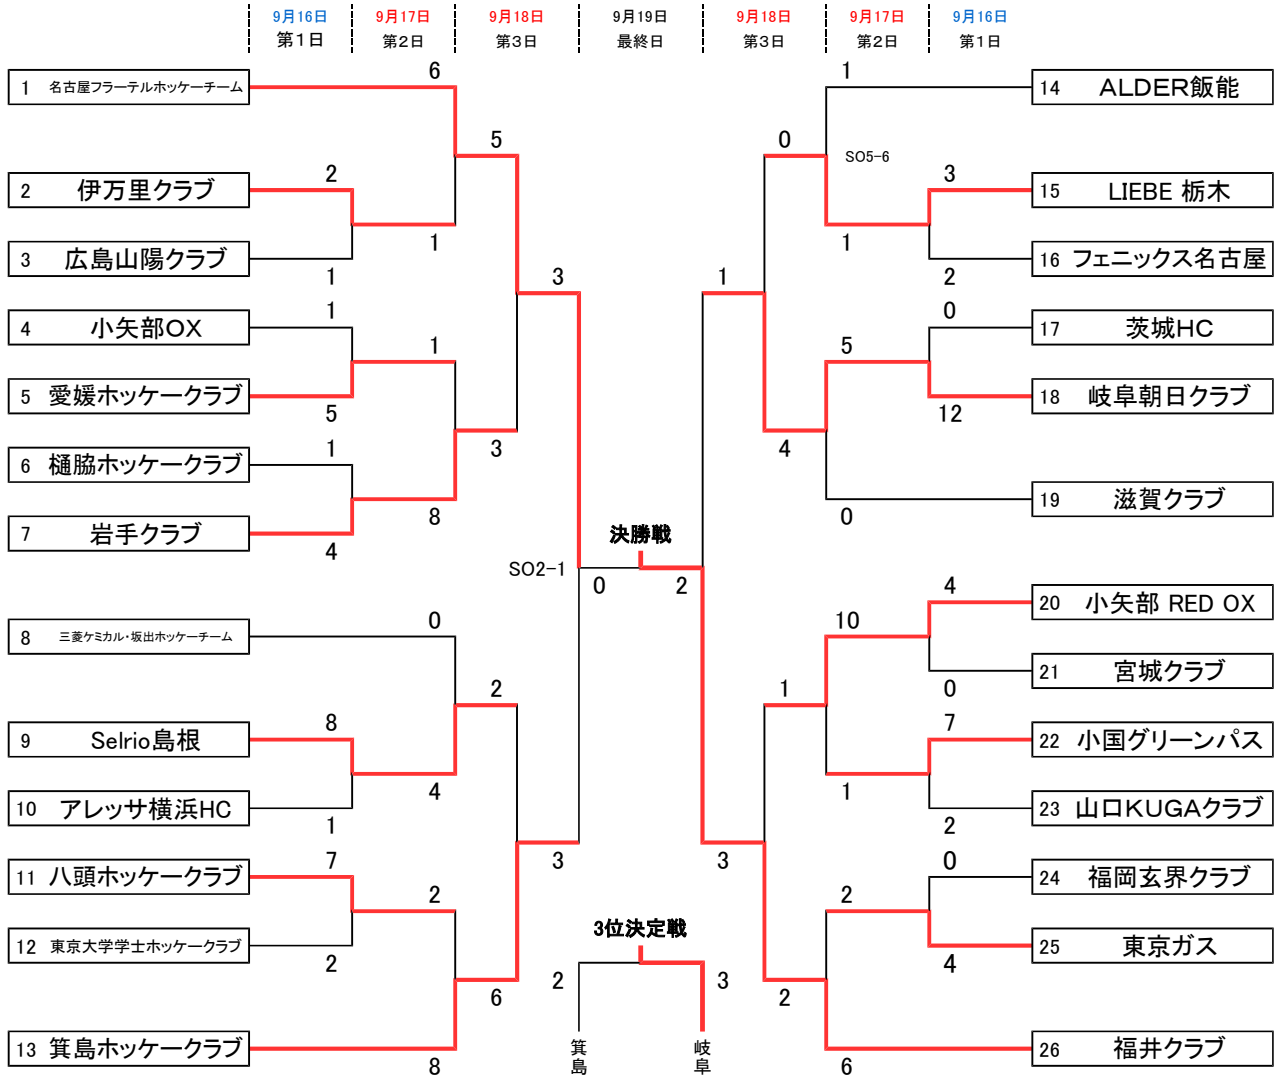 9月16日 9月17日 9月18日 9月19日 9月18日 9月17日 9月16日
第1日 第2日 第3日 最終日 第3日 第2日 第1日
6 1
1 名古屋フラーテルホッケーチーム 14 ALDER飯能
5 0
SO5-6
2 3
2 伊万里クラブ 15 LIEBE 栃木
1 1
3 広島山陽クラブ 16 フェニックス名古屋
1 3 1 2
1 0
4 小矢部OX 17 茨城HC
1 5
5 愛媛ホッケークラブ 18 岐阜朝日クラブ
5 12
1 3 4
6 樋脇ホッケークラブ 19 滋賀クラブ
8 0
7 岩手クラブ 決勝戦
4
SO2-1
0 2 4
20 小矢部 RED OX
0 10
8 三菱ケミカル・坂出ホッケーチーム
21 宮城クラブ
2 1 0
8 7
9 Selrio島根 22 小国グリーンパス
4 1
10 アレッサ横浜HC 23 山口KUGAクラブ
1 2
7 3 3 0
11 八頭ホッケークラブ 24 福岡玄界クラブ
2 2
3位決定戦
12 東京大学学士ホッケークラブ 25 東京ガス
2 4
2 3
6 2
13 箕島ホッケークラブ 箕島 岐阜 26 福井クラブ
8 6